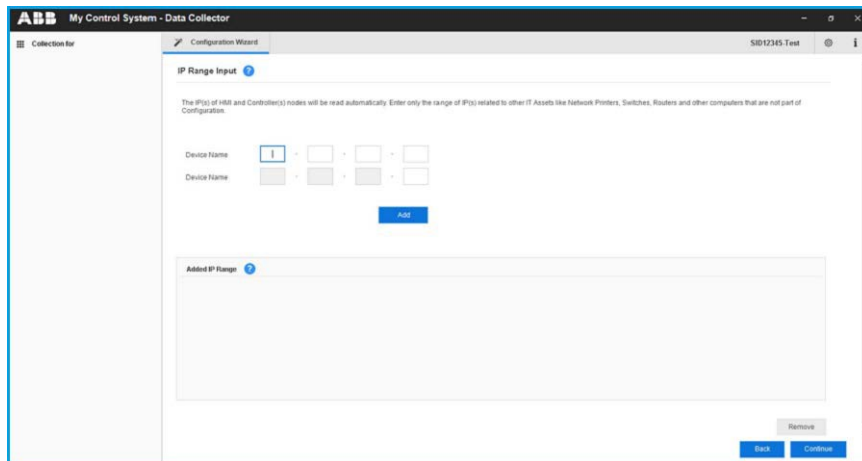 ABB My Control System - Data Collector
Collection for
Configuration Wizard
SID12345-Test
i
IP Range Input ?
The IP(s) of HMI and Controller(s) nodes will be read automatically. Enter only the range of IP(s) related to other IT Assets like Network Printers, Switches, Routers and other computers that are not part of
Configuration.
Device Name
Device Name
Add
Added IP Range ?
Remove
Back
Continue